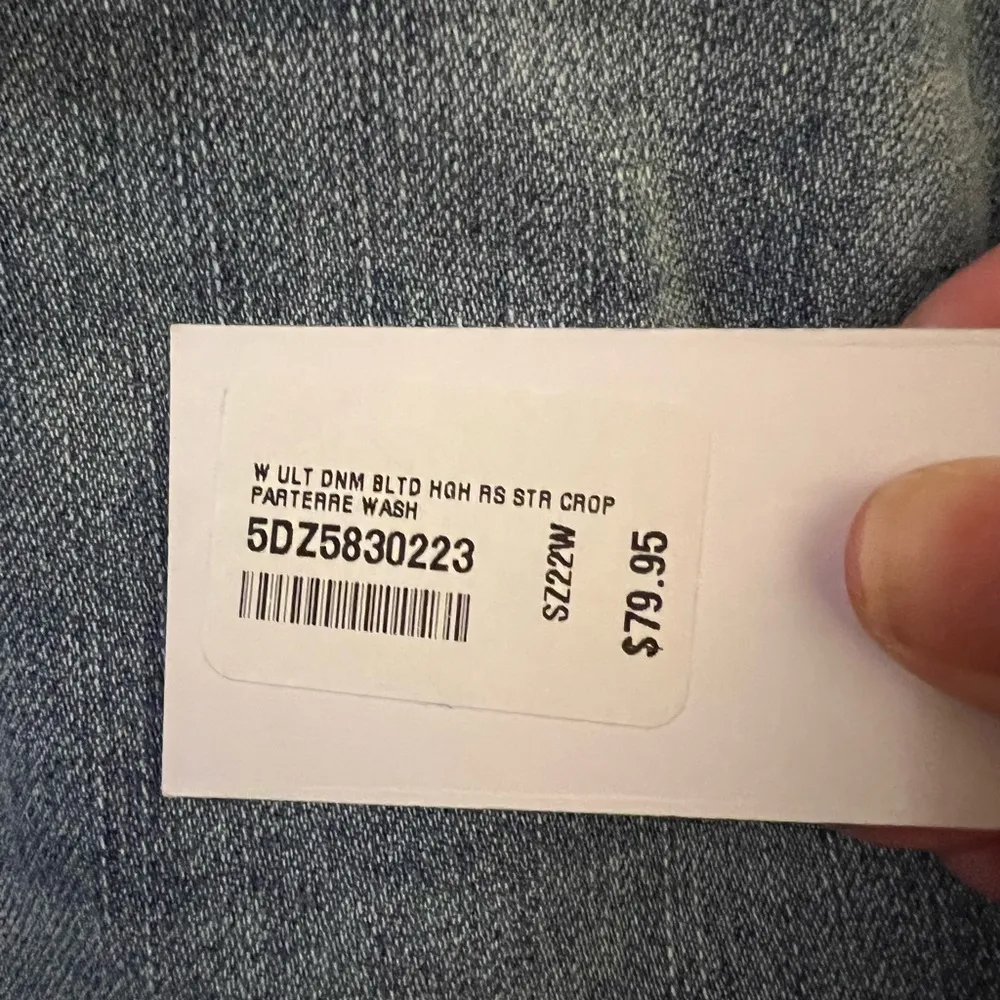 W ULT DNM BLTD HGH RS STR CROP
PARTERRE WASH
5DZ5830223
SZ22W
$79.95